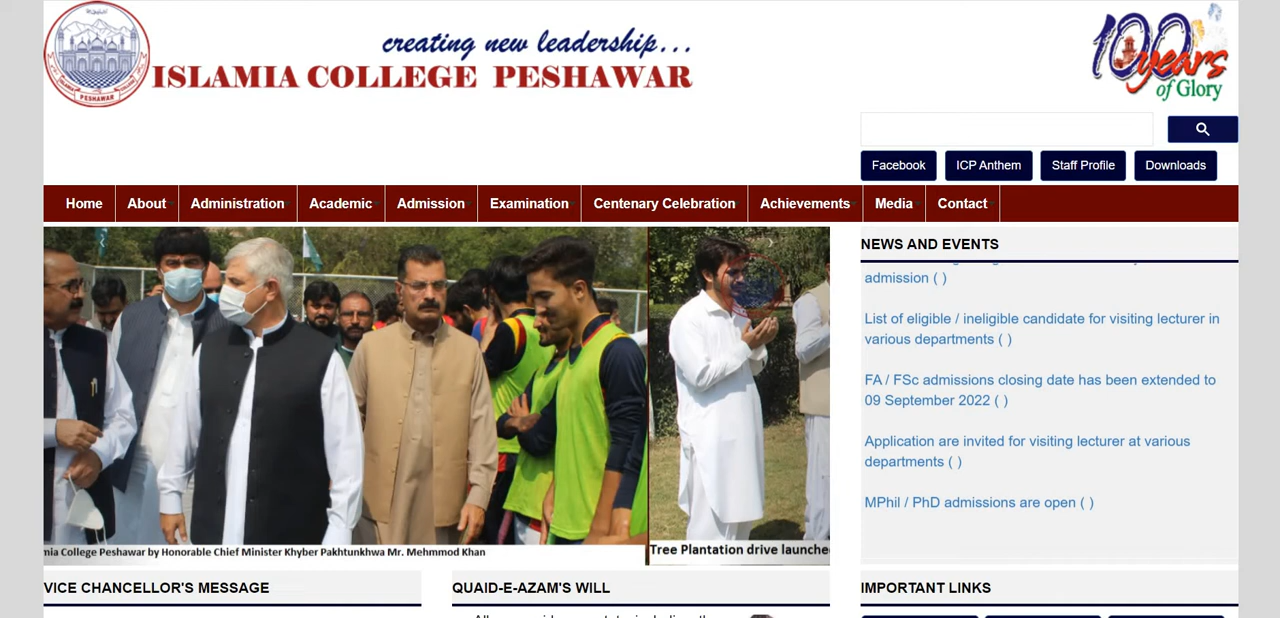 creating new leadership...
ISLAMIA COLLEGE PESHAWAR
ISLAMIA
PESHAWAR
100
years
of Glory
Facebook ICP Anthem Staff Profile Downloads
Home About Administration Academic Admission Examination Centenary Celebration Achievements Media Contact
NEWS AND EVENTS
admission ( )
List of eligible / ineligible candidate for visiting lecturer in
various departments ( )
FA / FSc admissions closing date has been extended to
09 September 2022 ( )
Application are invited for visiting lecturer at various
departments ( )
MPhil / PhD admissions are open ( )
mia College Peshawar by Honorable Chief Minister Khyber Pakhtunkhwa Mr. Mehmmod Khan
Tree Plantation drive launche
VICE CHANCELLOR'S MESSAGE
QUAID-E-AZAM'S WILL
IMPORTANT LINKS